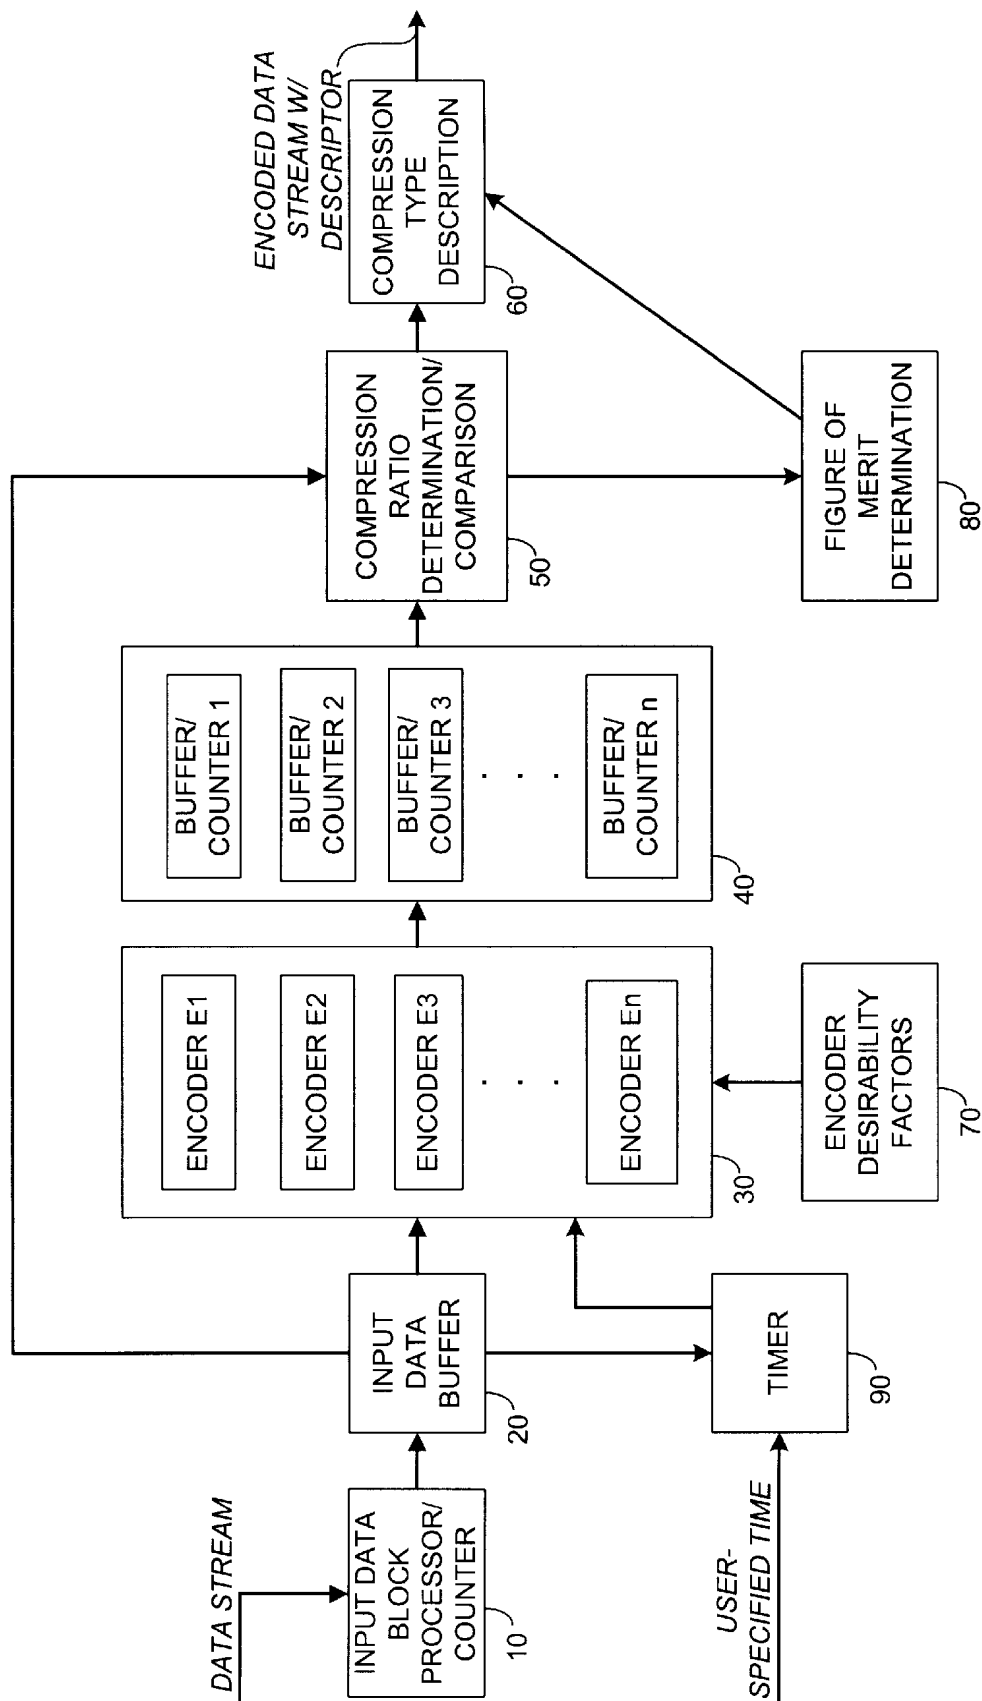 DATA STREAM
INPUT DATA
BLOCK
PROCESSOR/
COUNTER
10
INPUT
DATA
BUFFER
20
USER-
SPECIFIED TIME
TIMER
90
ENCODER E1
ENCODER E2
ENCODER E3
. . .
ENCODER En
30
ENCODER
DESIRABILITY
FACTORS
70
BUFFER/
COUNTER 1
BUFFER/
COUNTER 2
BUFFER/
COUNTER 3
. . .
BUFFER/
COUNTER n
40
COMPRESSION
RATIO
DETERMINATION/
COMPARISON
50
FIGURE OF
MERIT
DETERMINATION
80
COMPRESSION
TYPE
DESCRIPTION
60
ENCODED DATA
STREAM W/
DESCRIPTOR